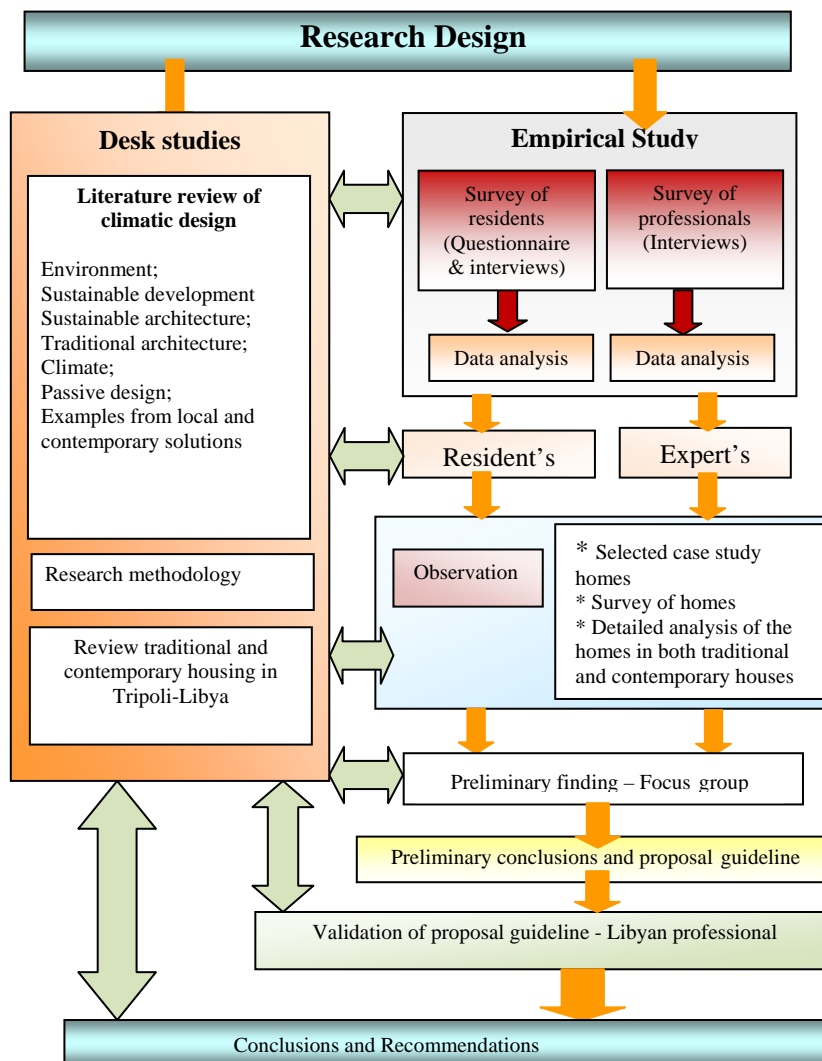 Research Design
Desk studies
Literature review of
climatic design
Environment;
Sustainable development
Sustainable architecture;
Traditional architecture;
Climate;
Passive design;
Examples from local and
contemporary solutions
Research methodology
Review traditional and
contemporary housing in
Tripoli-Libya
Empirical Study
Survey of
residents
(Questionnaire
& interviews)
Survey of
professionals
(Interviews)
Data analysis
Data analysis
Resident's
Expert's
Observation
* Selected case study
homes
* Survey of homes
* Detailed analysis of the
homes in both traditional
and contemporary houses
Preliminary finding – Focus group
Preliminary conclusions and proposal guideline
Validation of proposal guideline - Libyan professional
Conclusions and Recommendations